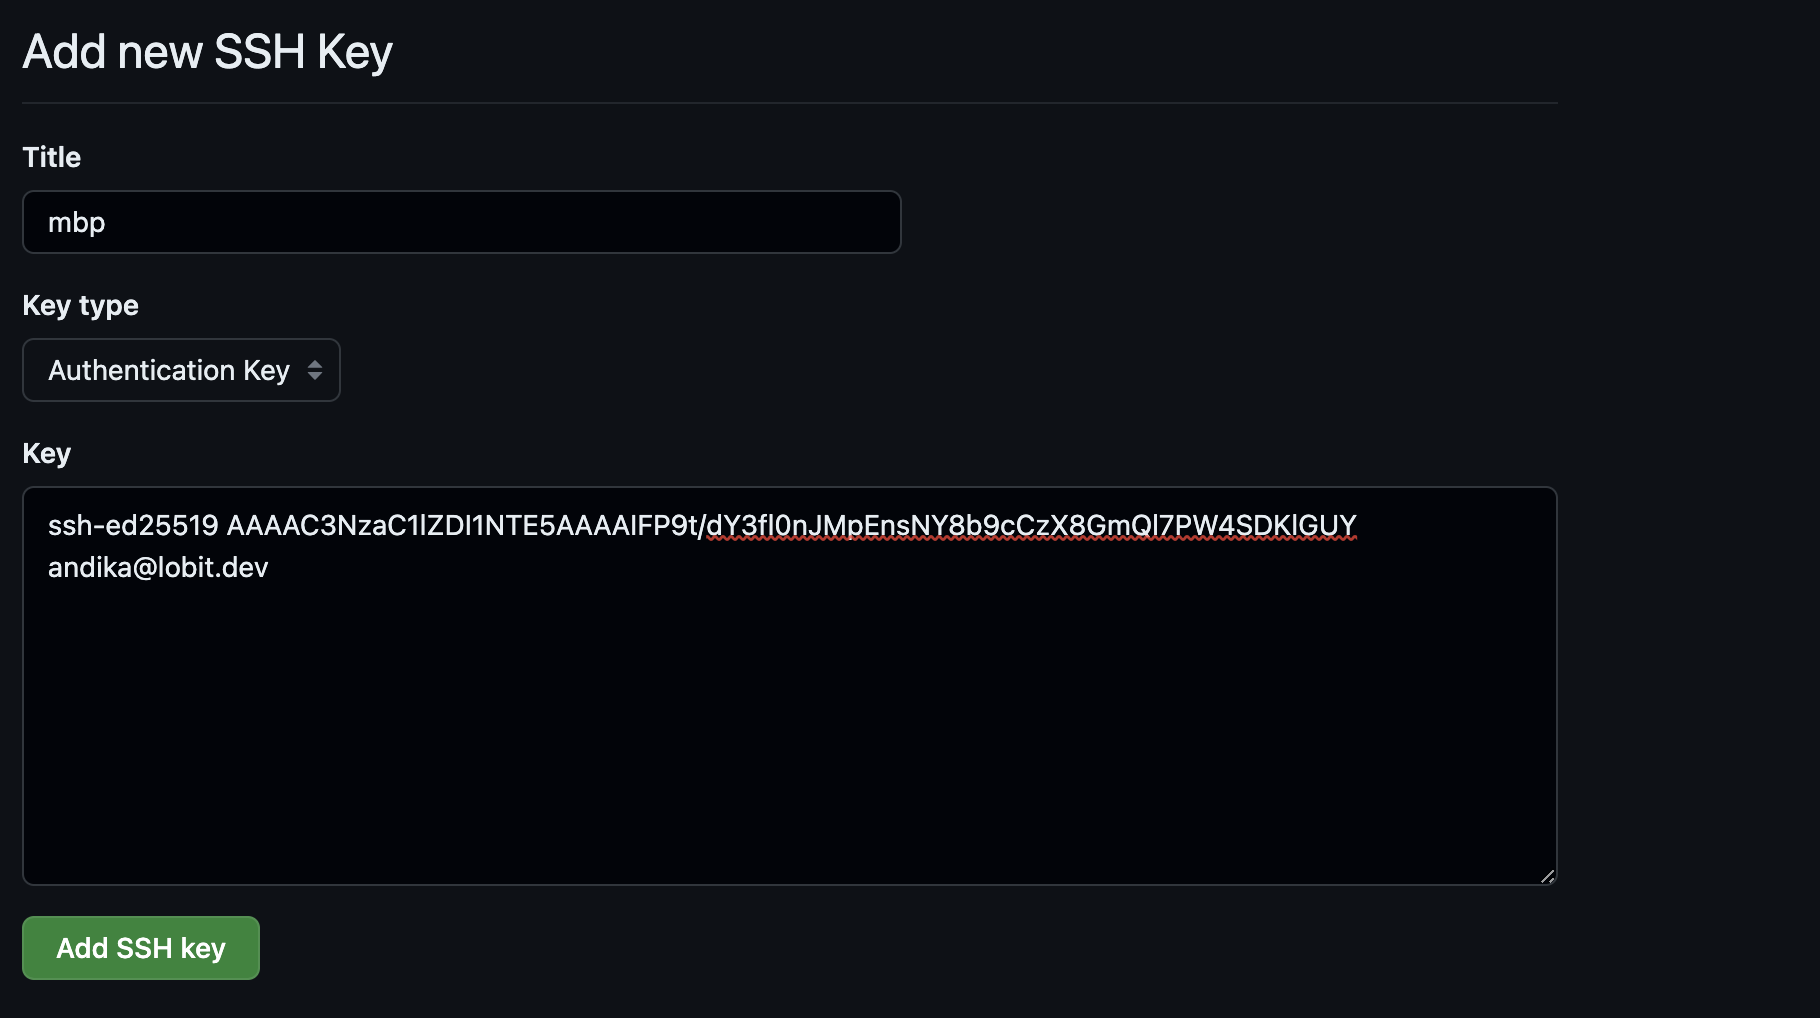 Add new SSH Key
Title
mbp
Key type
Authentication Key
Key
ssh-ed25519 AAAAC3NzaC1lZDI1NTE5AAAAIFP9t/dY3fl0nJMpEnsNY8b9cCzX8GmQl7PW4SDKlGUY
andika@lobit.dev
Add SSH key